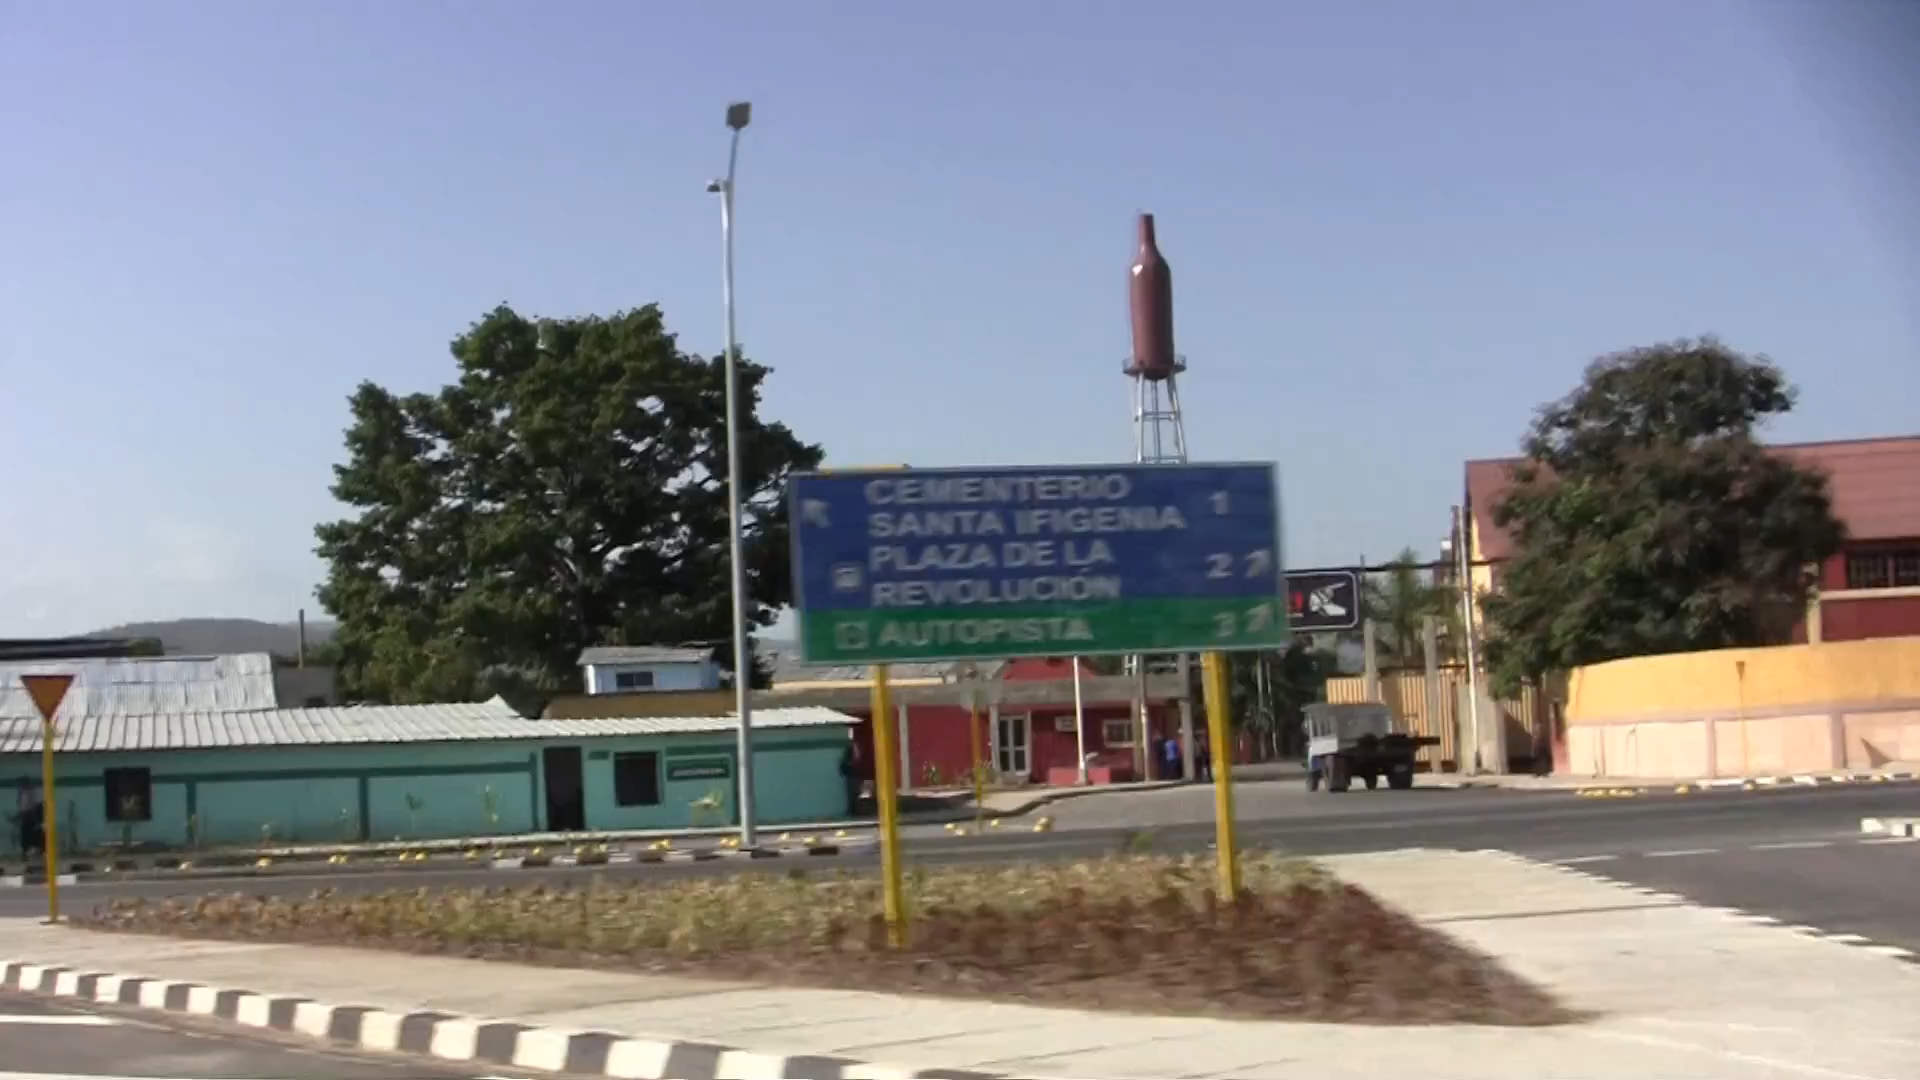 CEMENTERIO
SANTA IFIGENIA 1
PLAZA DE LA
REVOLUCIÓN 2
AUTOPISTA 3